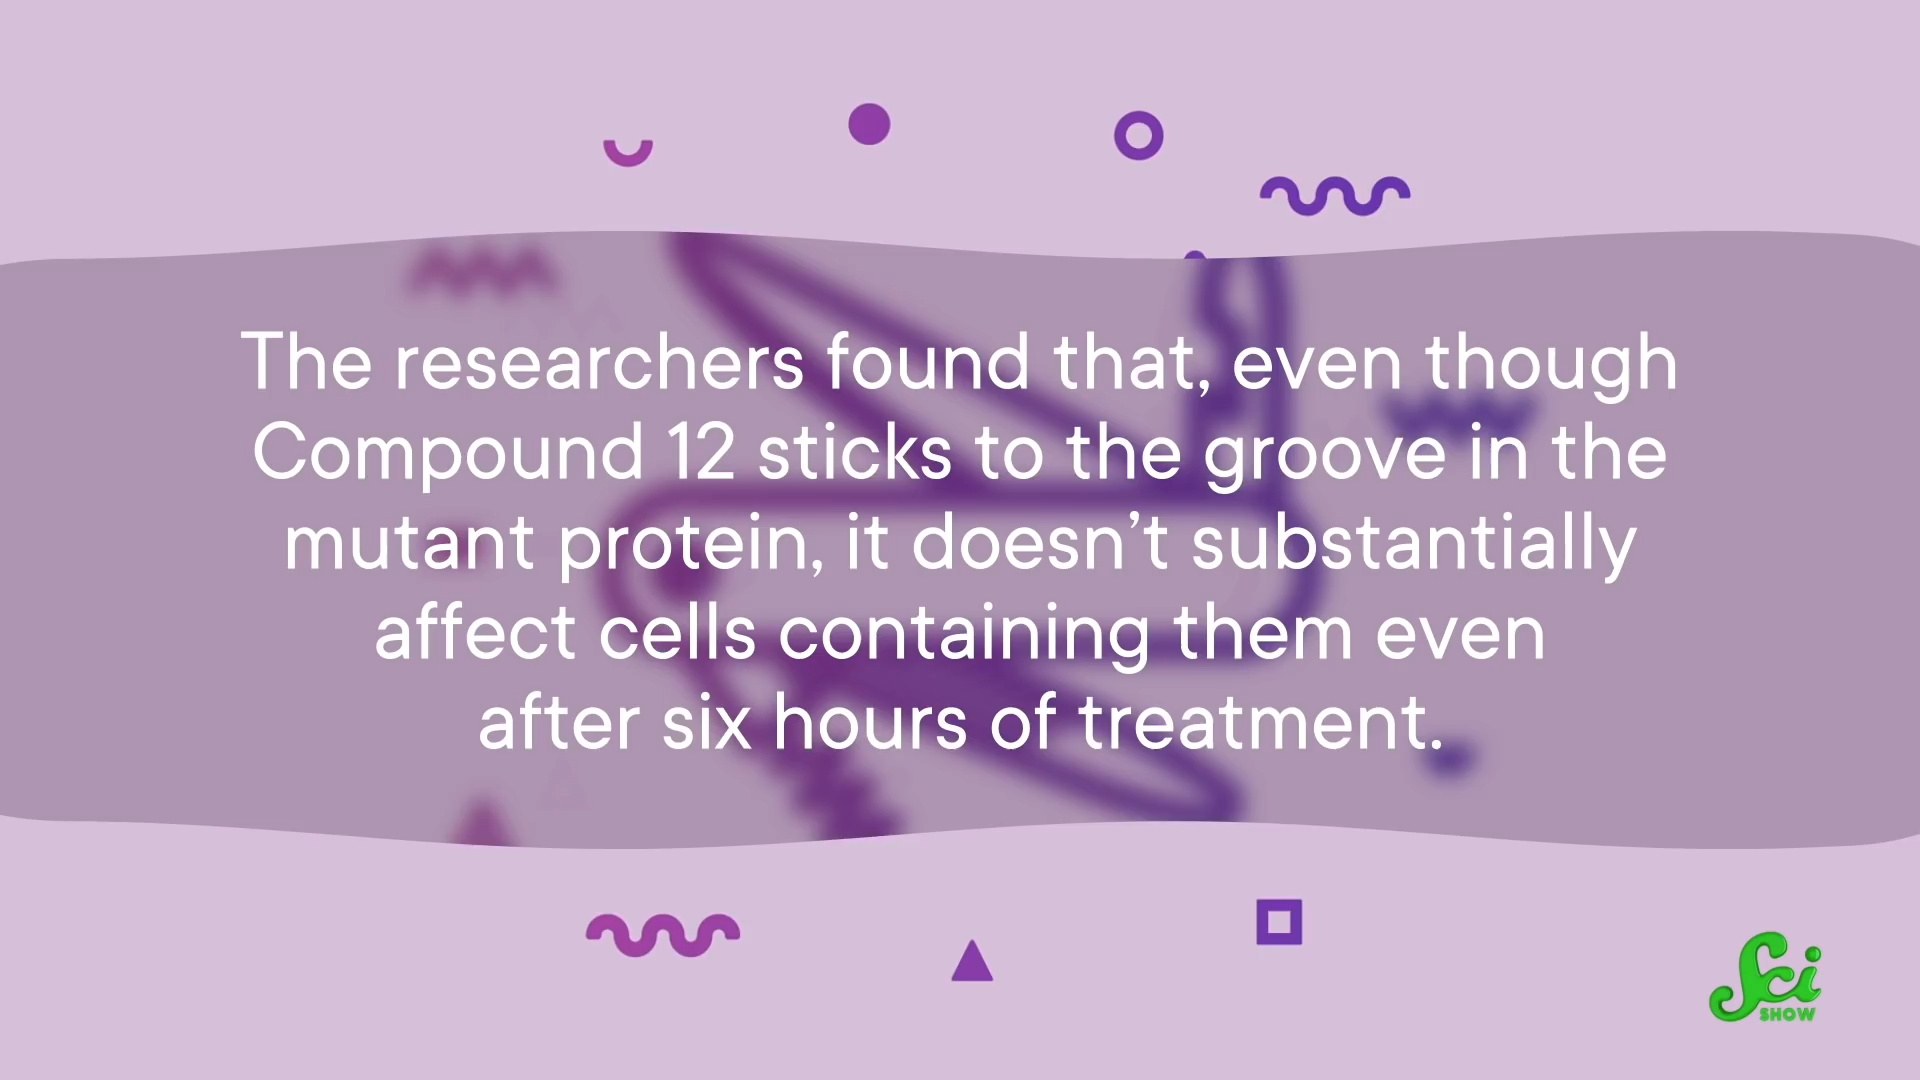 The researchers found that, even though
Compound 12 sticks to the groove in the
mutant protein, it doesn’t substantially
affect cells containing them even
after six hours of treatment.
Sci
SHOW